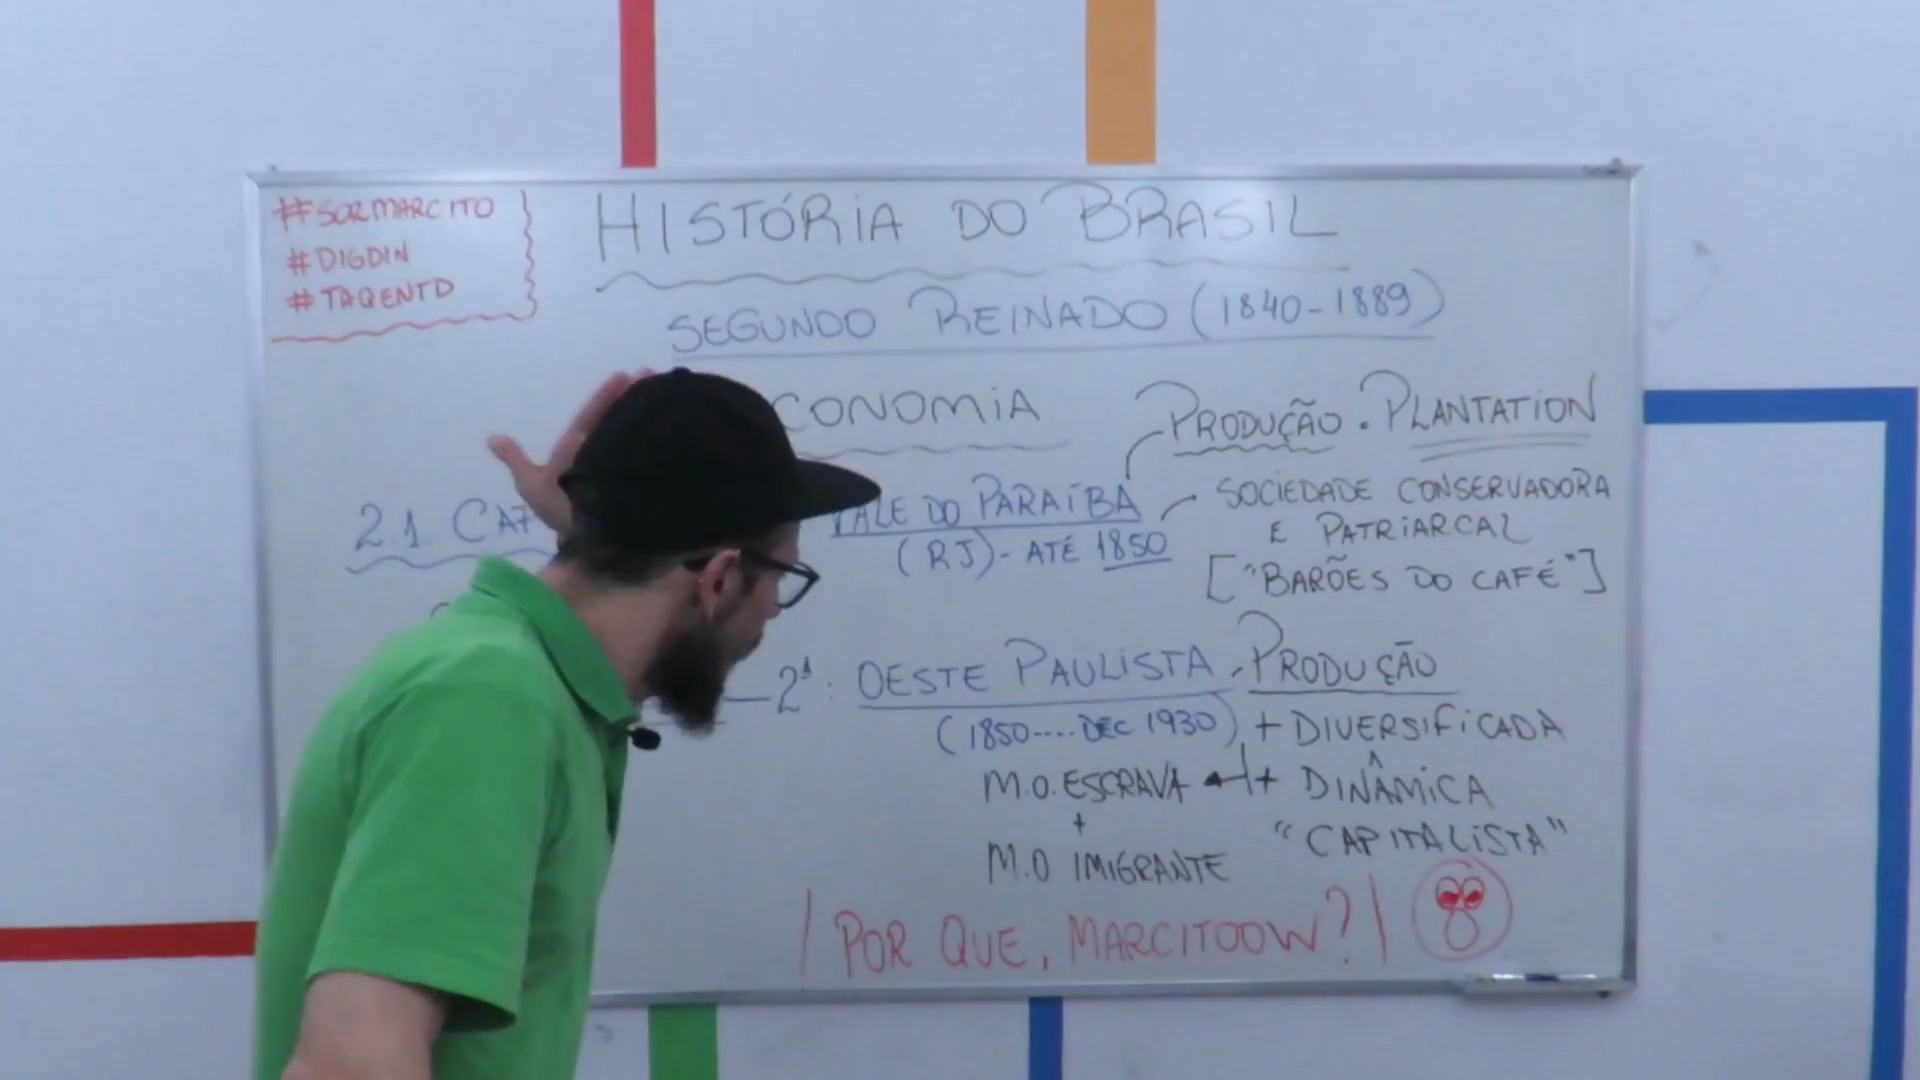 #SORMARCITO
#DIGDIN
#TAQENTD
HISTÓRIA DO BRASIL
SEGUNDO REINADO (1840-1889)
CONOMIA
PRODUÇÃO . PLANTATION
2.1. CAF
VALE DO PARAÍBA
(RJ) - ATÉ 1850
SOCIEDADE CONSERVADORA
E PATRIARCAL
["BARÕES DO CAFÉ"]
2ª: OESTE PAULISTA
(1850....DEC 1930)
PRODUÇÃO
+ DIVERSIFICADA
+ DINÂMICA
"CAPITALISTA"
M.O. ESCRAVA
+
M.O IMIGRANTE
POR QUE, MARCITOOW?